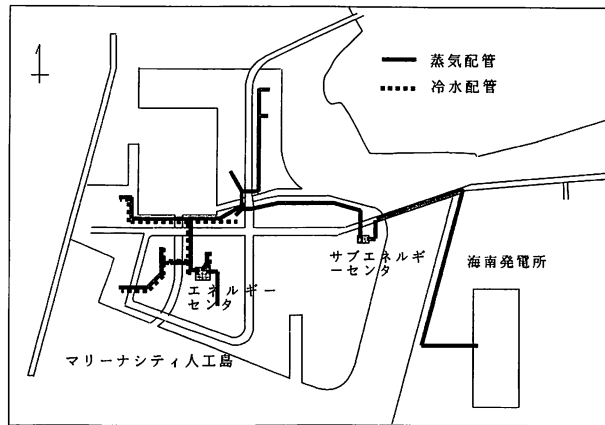 蒸気配管
冷水配管
サブエネルギ
ーセンタ
海南発電所
エネルギー
センタ
マリーナシティ人工島